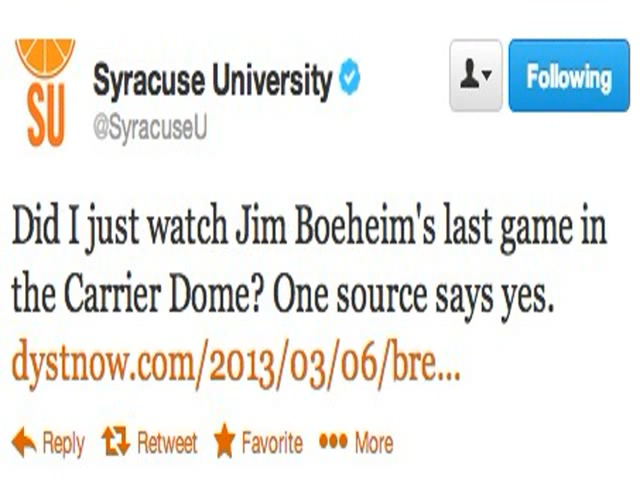 SU
Syracuse University
@SyracuseU
Following
Did I just watch Jim Boeheim's last game in
the Carrier Dome? One source says yes.
dystnow.com/2013/03/06/bre...
Reply Retweet Favorite More